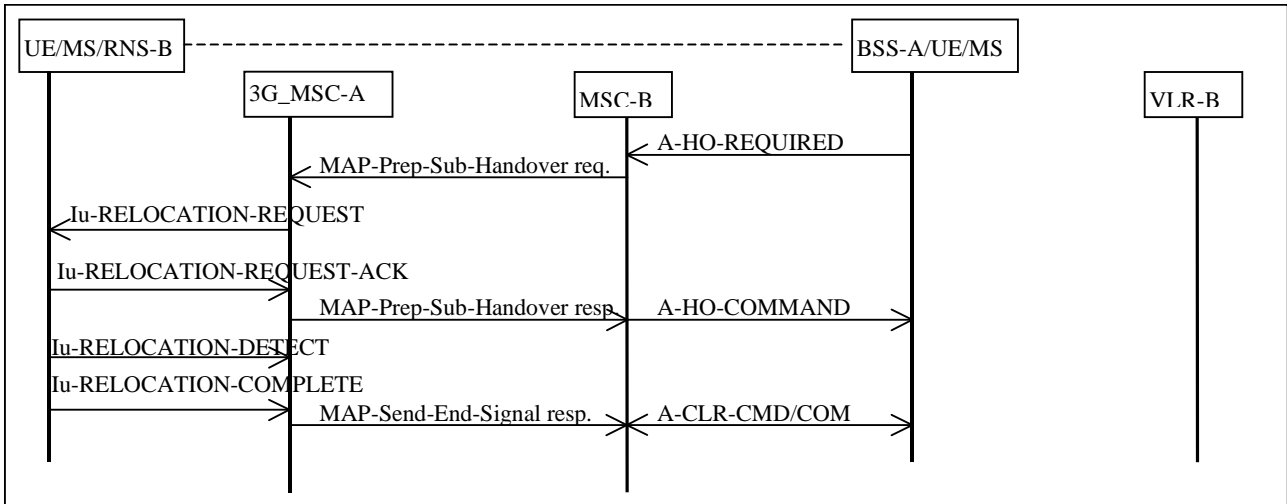 UE/MS/RNS-B
BSS-A/UE/MS
3G_MSC-A
MSC-B
VLR-B
A-HO-REQUIRED
MAP-Prep-Sub-Handover req.
Iu-RELOCATION-REQUEST
Iu-RELOCATION-REQUEST-ACK
MAP-Prep-Sub-Handover resp.
A-HO-COMMAND
Iu-RELOCATION-DETECT
Iu-RELOCATION-COMPLETE
MAP-Send-End-Signal resp.
A-CLR-CMD/COM